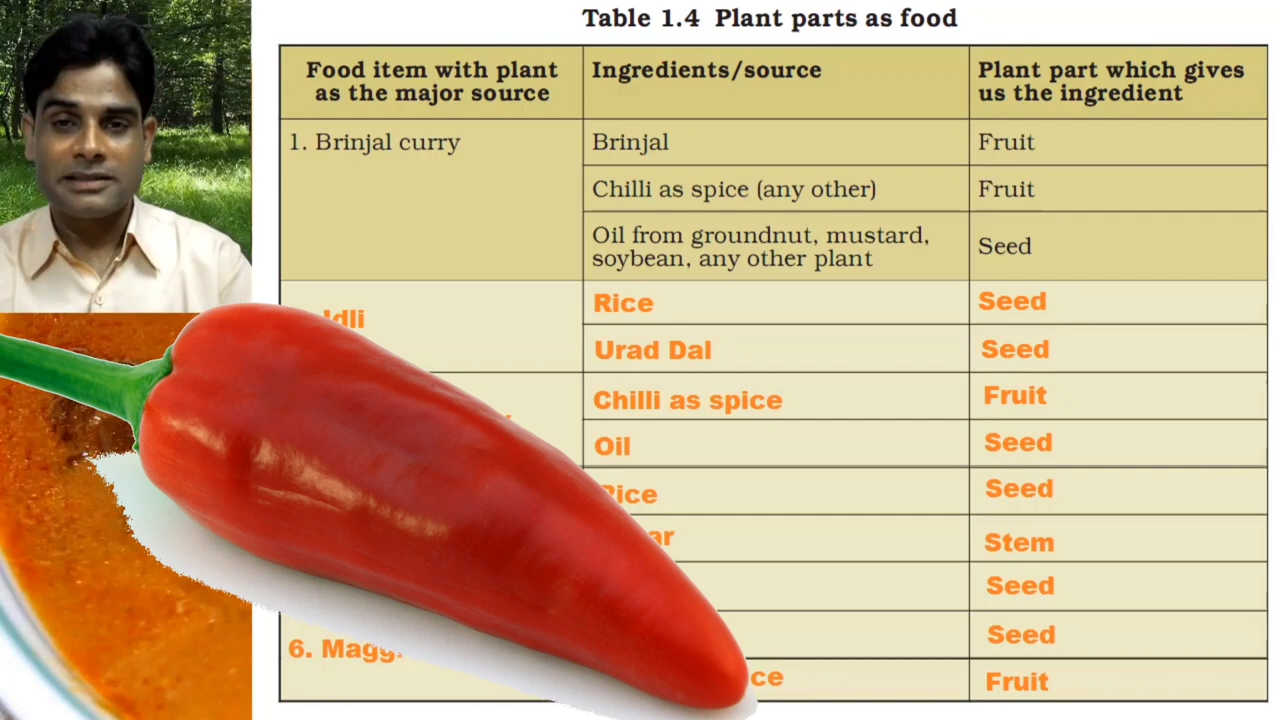 Table 1.4 Plant parts as food
Food item with plant
as the major source
Ingredients/source
Plant part which gives
us the ingredient
1. Brinjal curry
Brinjal
Fruit
Chilli as spice (any other)
Fruit
Oil from groundnut, mustard,
soybean, any other plant
Seed
Idli
Rice
Seed
Urad Dal
Seed
Chilli as spice
Fruit
Oil
Seed
Rice
Seed
Stem
Seed
6.
Seed
Fruit